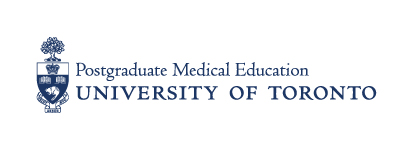 Postgraduate Medical Education
UNIVERSITY OF TORONTO